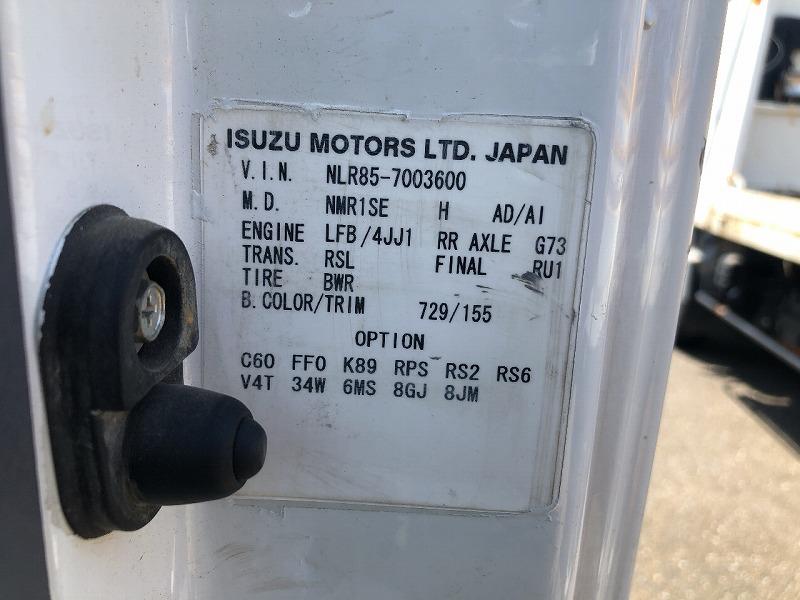 ISUZU MOTORS LTD. JAPAN
V.I.N. NLR85-7003600
M.D. NMR1SE H AD/AI
ENGINE LFB/4JJ1 RR AXLE G73
TRANS. RSL FINAL RU1
TIRE BWR
B.COLOR/TRIM 729/155
OPTION
C60 FF0 K89 RPS RS2 RS6
V4T 34W 6MS 8GJ 8JM